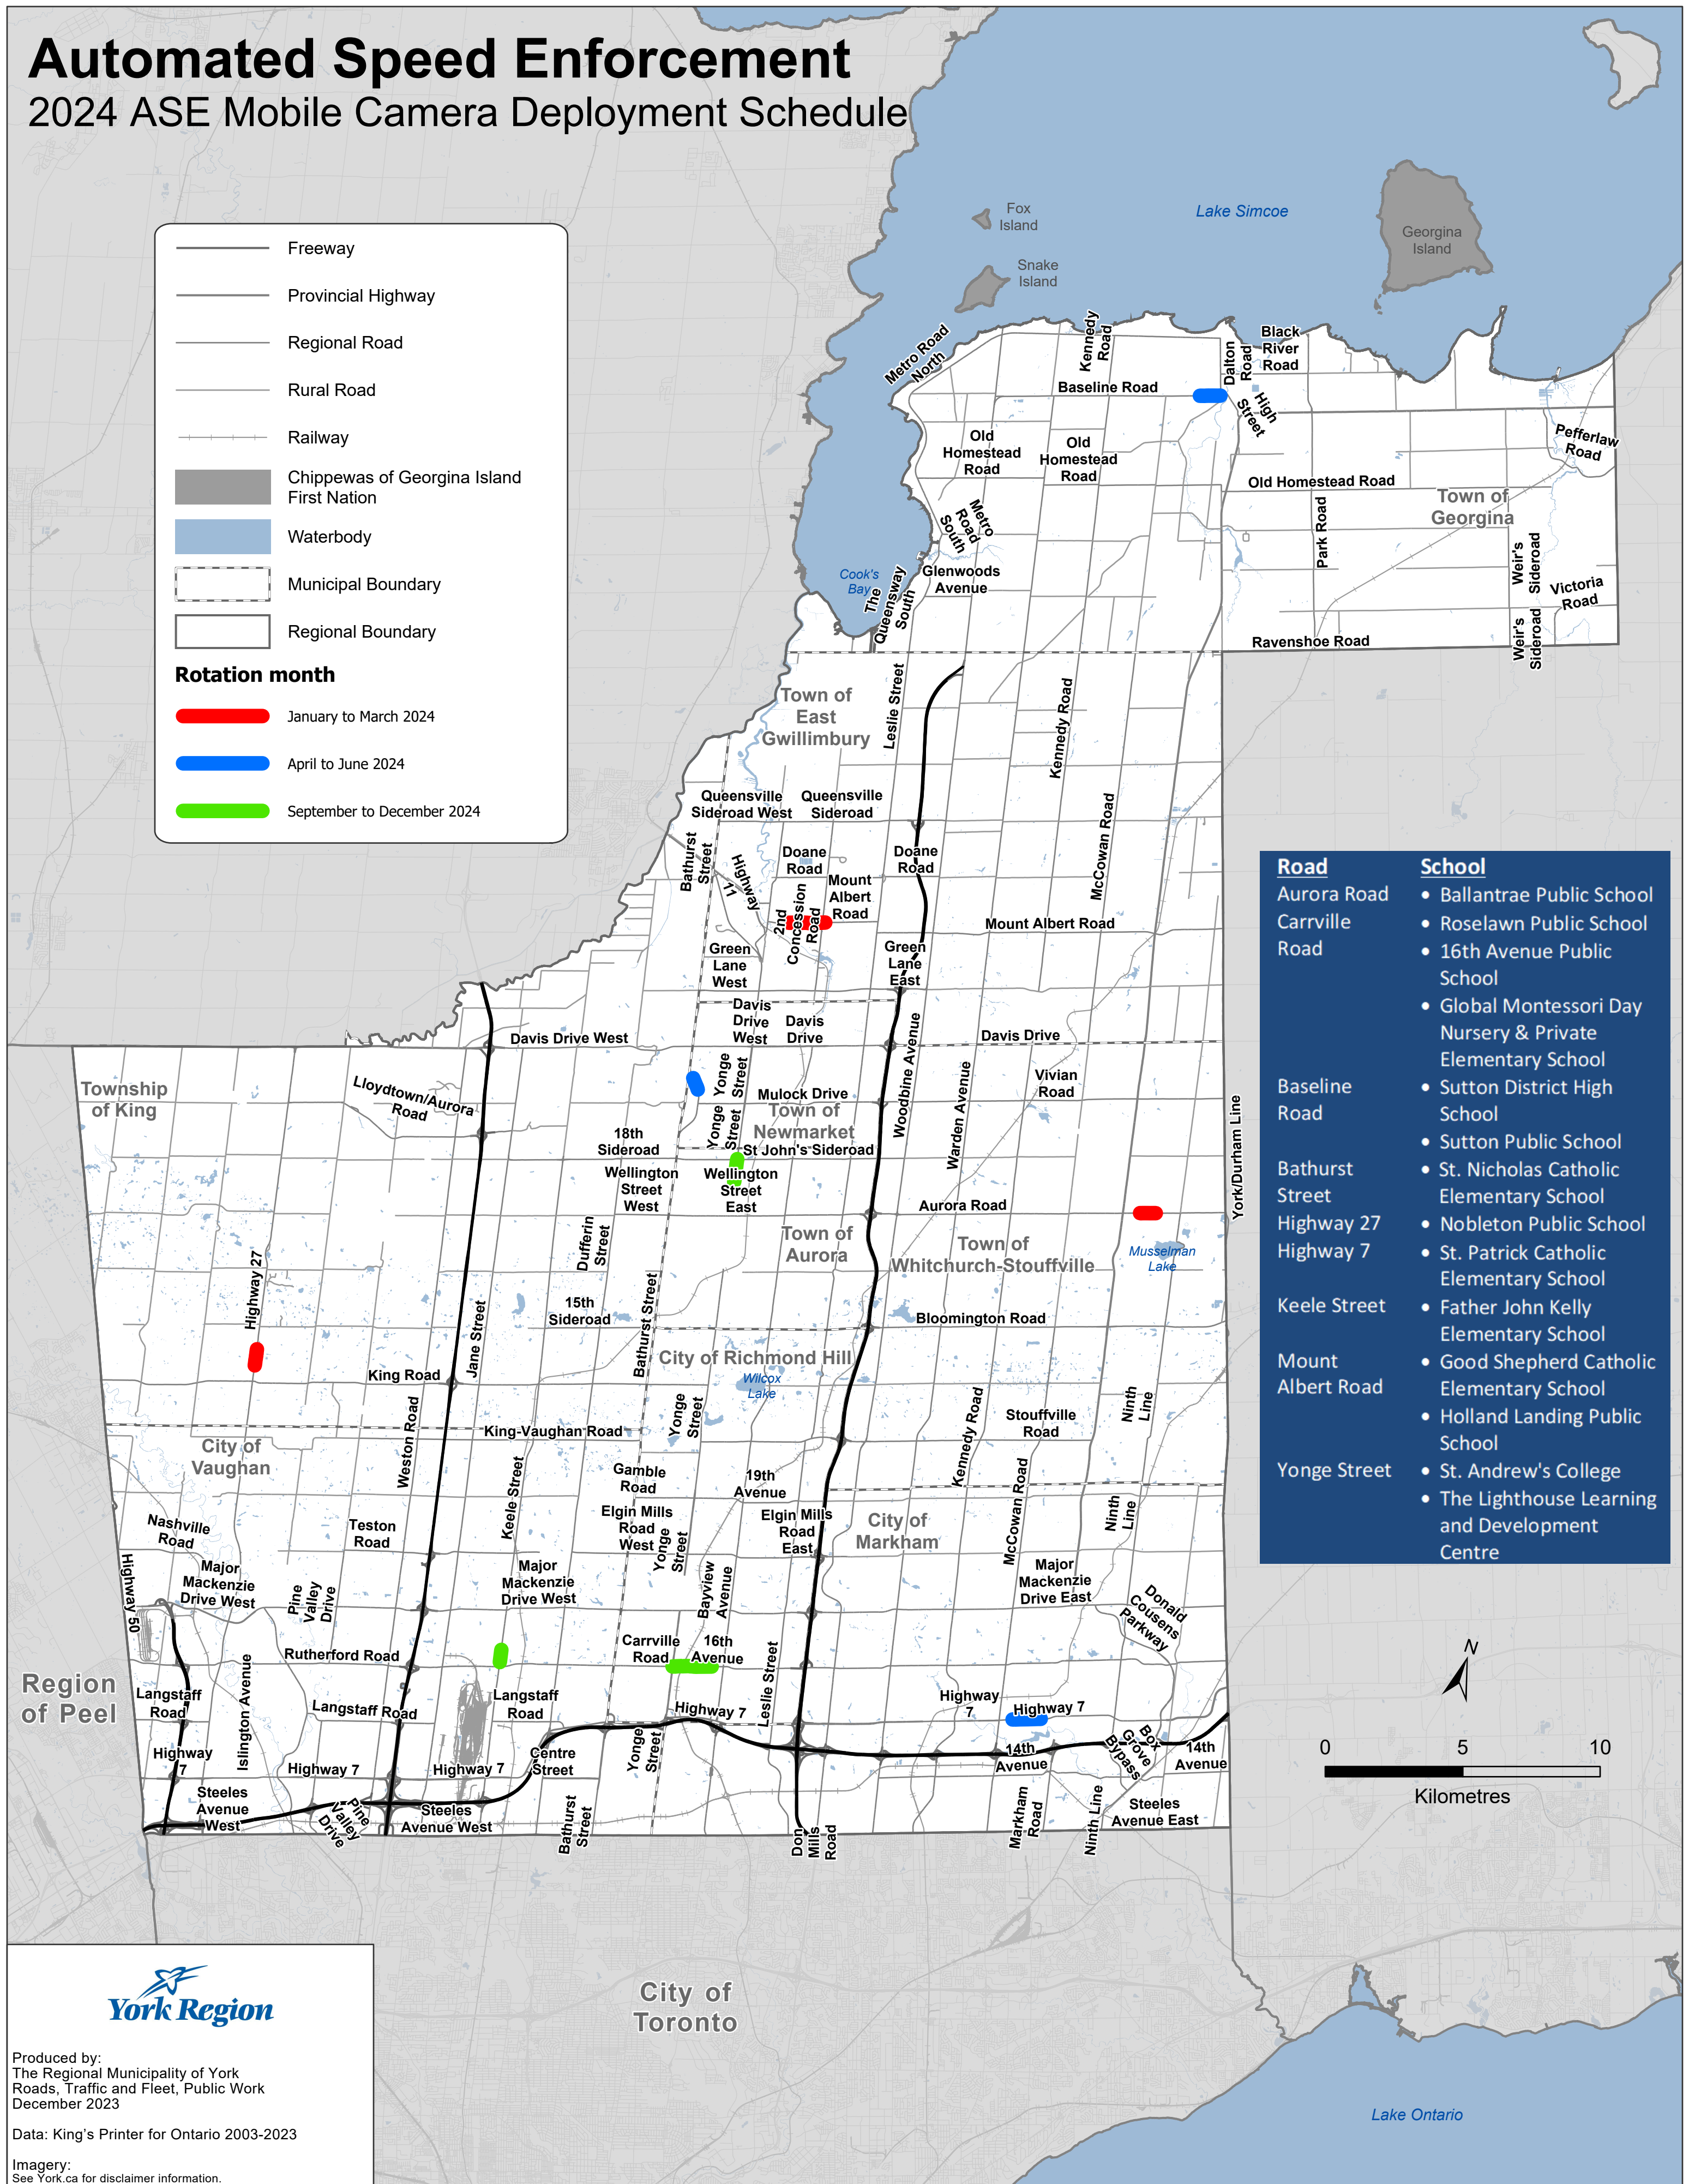 Automated Speed Enforcement
2024 ASE Mobile Camera Deployment Schedule
Freeway
Provincial Highway
Regional Road
Rural Road
Railway
Chippewas of Georgina Island
First Nation
Waterbody
Municipal Boundary
Regional Boundary
Rotation month
January to March 2024
April to June 2024
September to December 2024
Lake Simcoe
Fox
Island
Snake
Island
Georgina
Island
Metro Road
North
Kennedy
Road
Dalton
Road
Black
River
Road
Baseline Road
High
Street
Old
Homestead
Road
Old
Homestead
Road
Pefferlaw
Road
Old Homestead Road
Town of
Georgina
Metro
Road
South
Park Road
Weir's
Sideroad
Cook's
Bay
The
Queensway
South
Glenwoods
Avenue
Victoria
Road
Weir's
Sideroad
Ravenshoe Road
Town of
East
Gwillimbury
Leslie Street
Kennedy Road
Queensville
Sideroad West
Queensville
Sideroad
Bathurst
Street
Highway
11
Doane
Road
Doane
Road
McCowan Road
Mount
Albert
Road
2nd
Concession
Road
Mount Albert Road
Green
Lane
West
Green
Lane
East
Davis
Drive
West
Davis
Drive
Davis Drive West
Davis Drive
Woodbine Avenue
Township
of King
Lloydtown/Aurora
Road
Yonge
Street
Mulock Drive
Vivian
Road
Warden Avenue
York/Durham Line
Town of
Newmarket
Yonge
Street
18th
Sideroad
St John's Sideroad
Wellington
Street
West
Wellington
Street
East
Aurora Road
Dufferin
Street
Town of
Aurora
Town of
Whitchurch-Stouffville
Musselman
Lake
Highway 27
15th
Sideroad
Bathurst Street
Jane Street
Bloomington Road
City of Richmond Hill
Wilcox
Lake
King Road
Weston Road
Yonge
Street
Kennedy Road
Stouffville
Road
Ninth
Line
King-Vaughan Road
City of
Vaughan
Keele Street
Gamble
Road
19th
Avenue
McCowan Road
Ninth
Line
Nashville
Road
Teston
Road
Elgin Mills
Road
West
Yonge
Street
Elgin Mills
Road
East
City of
Markham
Highway 50
Major
Mackenzie
Drive West
Pine
Valley
Drive
Major
Mackenzie
Drive West
Bayview
Avenue
Major
Mackenzie
Drive East
Donald
Cousens
Parkway
Rutherford Road
Carrville
Road
16th
Avenue
Leslie Street
Region
of Peel
Langstaff
Road
Islington Avenue
Langstaff Road
Langstaff
Road
Highway 7
Highway
7
Highway 7
Highway
7
Highway 7
Highway 7
Centre
Street
Yonge
Street
14th
Avenue
Box
Grove
Bypass
14th
Avenue
Steeles
Avenue
West
Pine
Valley
Drive
Steeles
Avenue West
Bathurst
Street
Don
Mills
Road
Markham
Road
Ninth Line
Steeles
Avenue East
City of
Toronto
Lake Ontario
Road School
Aurora Road • Ballantrae Public School
Carrville • Roselawn Public School
Road • 16th Avenue Public
School
• Global Montessori Day
Nursery & Private
Elementary School
Baseline • Sutton District High
Road School
• Sutton Public School
Bathurst • St. Nicholas Catholic
Street Elementary School
Highway 27 • Nobleton Public School
Highway 7 • St. Patrick Catholic
Elementary School
Keele Street • Father John Kelly
Elementary School
Mount • Good Shepherd Catholic
Albert Road Elementary School
• Holland Landing Public
School
Yonge Street • St. Andrew's College
• The Lighthouse Learning
and Development
Centre
N
0 5 10
Kilometres
York Region
Produced by:
The Regional Municipality of York
Roads, Traffic and Fleet, Public Work
December 2023
Data: King's Printer for Ontario 2003-2023
Imagery:
See York.ca for disclaimer information.